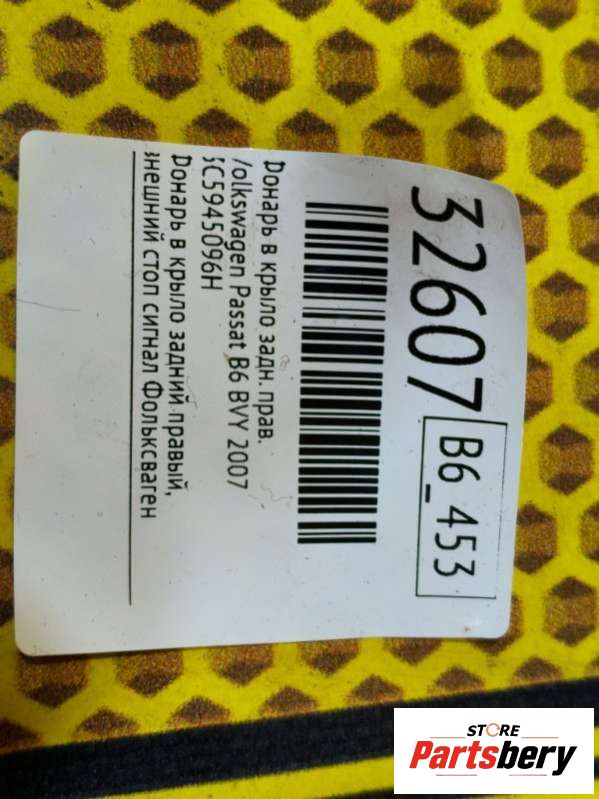 32607 B6_453
Фонарь в крыло задн. прав.
Volkswagen Passat B6 BVY 2007
3C5945096H
Фонарь в крыло задний правый,
внешний стоп сигнал Фольксваген
STORE
Partsbery